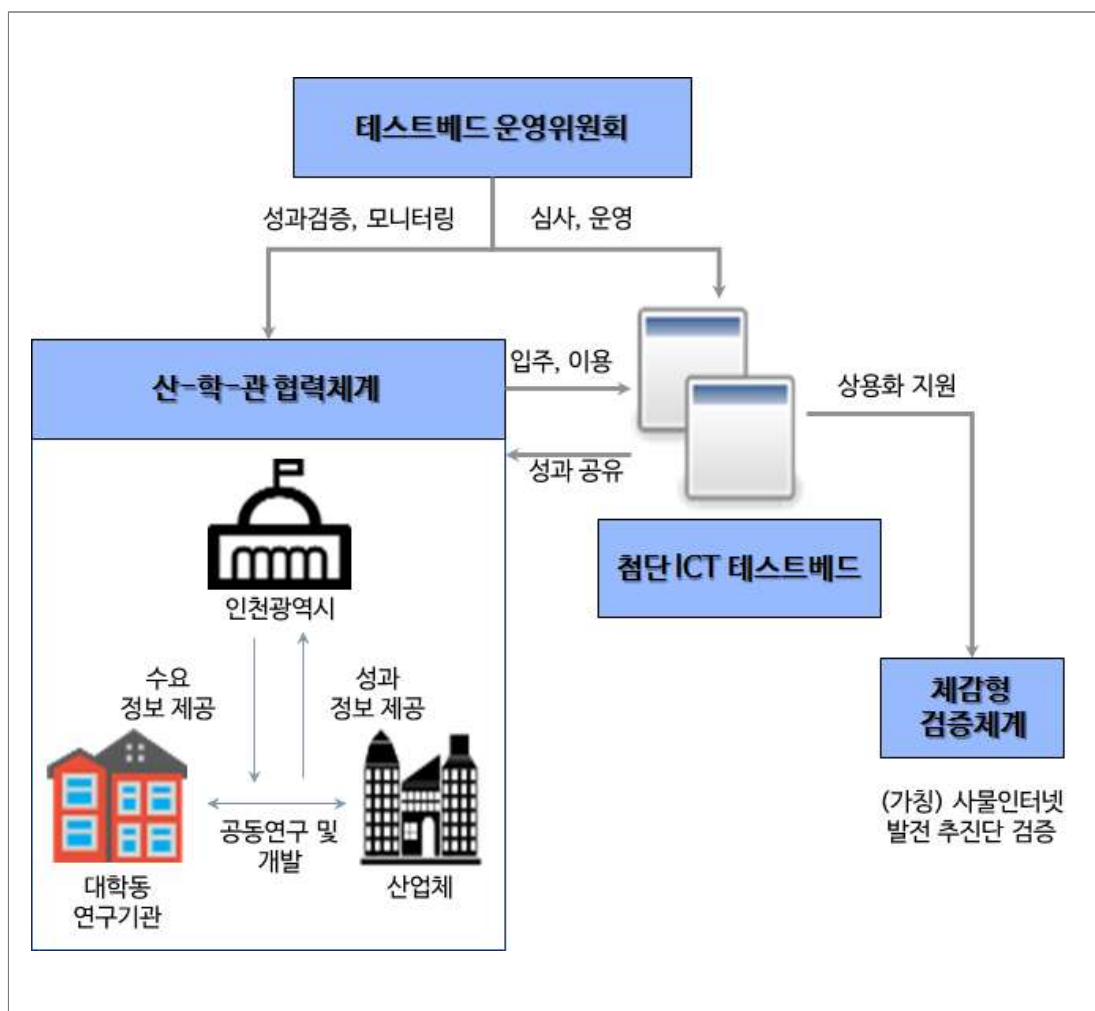 테스트베드 운영위원회
성과검증, 모니터링
심사, 운영
산-학-관 협력체계
입주, 이용
성과 공유
상용화 지원
첨단 ICT 테스트베드
인천광역시
수요
정보 제공
성과
정보 제공
공동연구 및
개발
대학동
연구기관
산업체
체감형
검증체계
(가칭) 사물인터넷
발전 추진단 검증